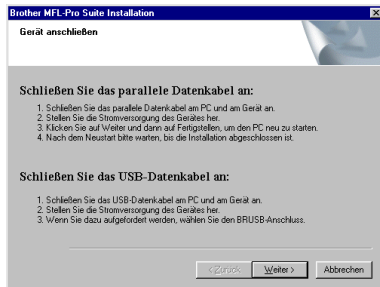 Brother MFL-Pro Suite Installation
Gerät anschließen
Schließen Sie das parallele Datenkabel an:
1. Schließen Sie das parallele Datenkabel am PC und am Gerät an.
2. Stellen Sie die Stromversorgung des Gerätes her.
3. Klicken Sie auf Weiter und dann auf Fertigstellen, um den PC neu zu starten.
4. Nach dem Neustart bitte warten, bis die Installation abgeschlossen ist.
Schließen Sie das USB-Datenkabel an:
1. Schließen Sie das USB-Datenkabel am PC und am Gerät an.
2. Stellen Sie die Stromversorgung des Gerätes her.
3. Wenn Sie dazu aufgefordert werden, wählen Sie den BRUSB-Anschluss.
< Zurück Weiter > Abbrechen